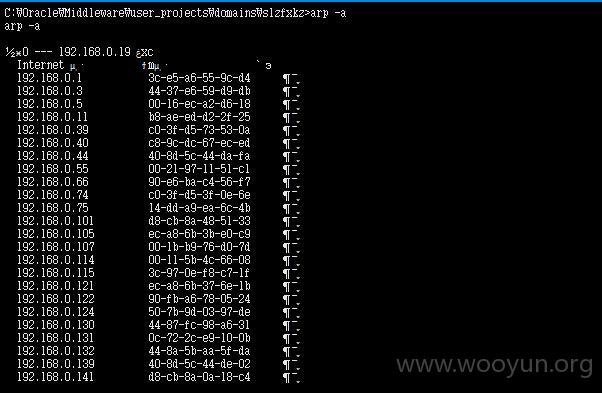 C:₩Oracle₩Middleware₩user_projects₩domains₩slzfxkz>arp -a
arp -a
--- 192.168.0.19
Internet
192.168.0.1 3c-e5-a6-55-9c-d4
192.168.0.3 44-37-e6-59-d9-db
192.168.0.5 00-16-ec-a2-d6-18
192.168.0.11 b8-ae-ed-d2-2f-25
192.168.0.39 c0-3f-d5-73-53-0a
192.168.0.40 c8-9c-dc-67-ec-ed
192.168.0.44 40-8d-5c-44-da-fa
192.168.0.55 00-21-97-11-51-c1
192.168.0.66 90-e6-ba-c4-56-f7
192.168.0.74 c0-3f-d5-3f-0e-6e
192.168.0.75 14-dd-a9-ea-6c-4b
192.168.0.101 d8-cb-8a-48-51-33
192.168.0.105 ec-a8-6b-3b-e0-c9
192.168.0.107 00-1b-b9-76-d0-7d
192.168.0.114 00-11-5b-4c-66-08
192.168.0.115 3c-97-0e-f8-c7-1f
192.168.0.121 ec-a8-6b-37-6e-1b
192.168.0.122 90-fb-a6-78-05-24
192.168.0.124 50-7b-9d-03-97-de
192.168.0.130 44-87-fc-98-a6-31
192.168.0.131 0c-72-2c-e9-10-0b
192.168.0.132 44-8a-5b-aa-5f-da
192.168.0.139 40-8d-5c-44-de-02
192.168.0.141 d8-cb-8a-0a-18-c4
www.wooyun.org